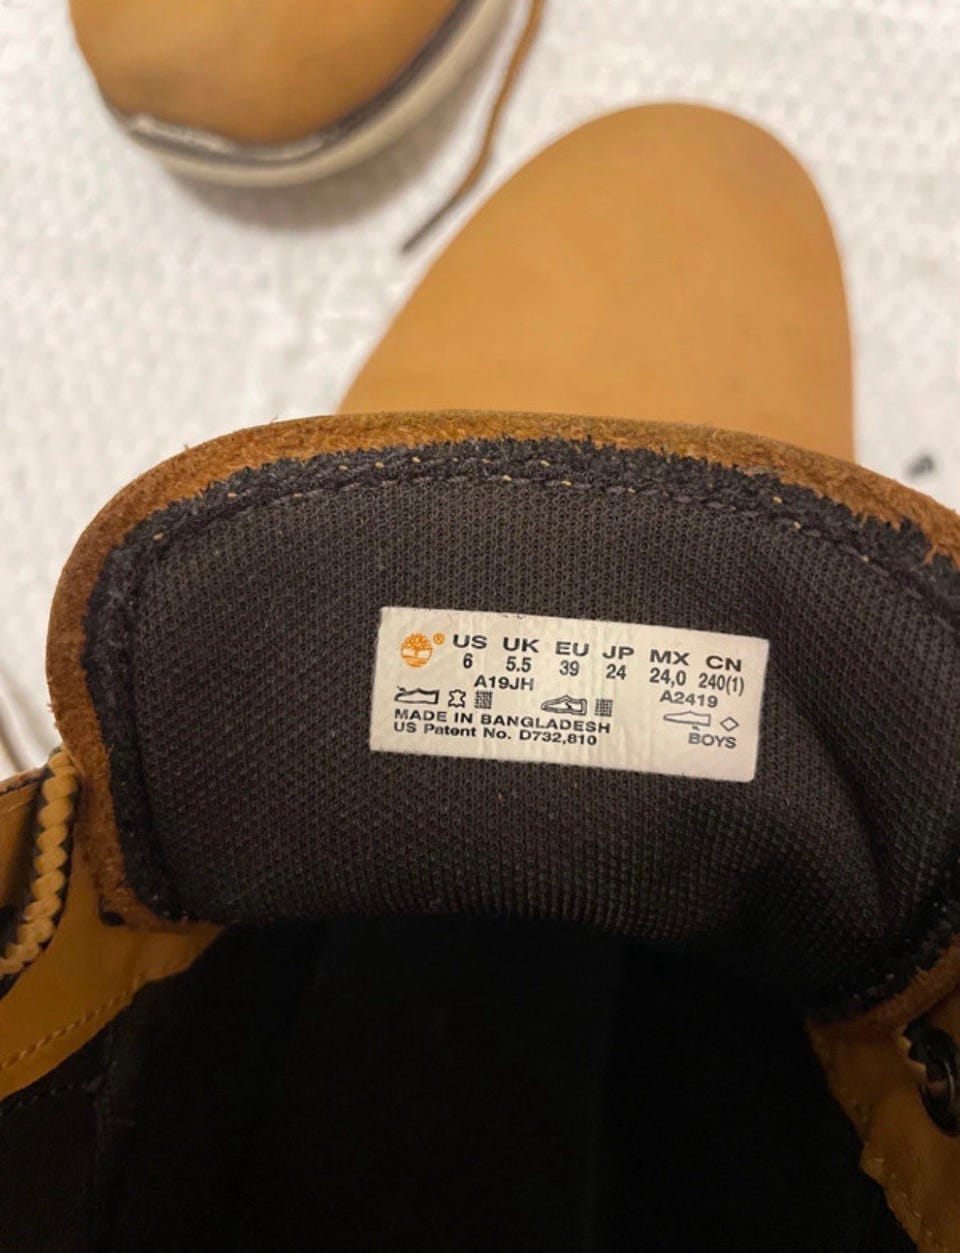 ® US UK EU JP MX CN
6 5.5 39 24 24,0 240(1)
A19JH A2419
MADE IN BANGLADESH
US Patent No. D732,810
BOYS